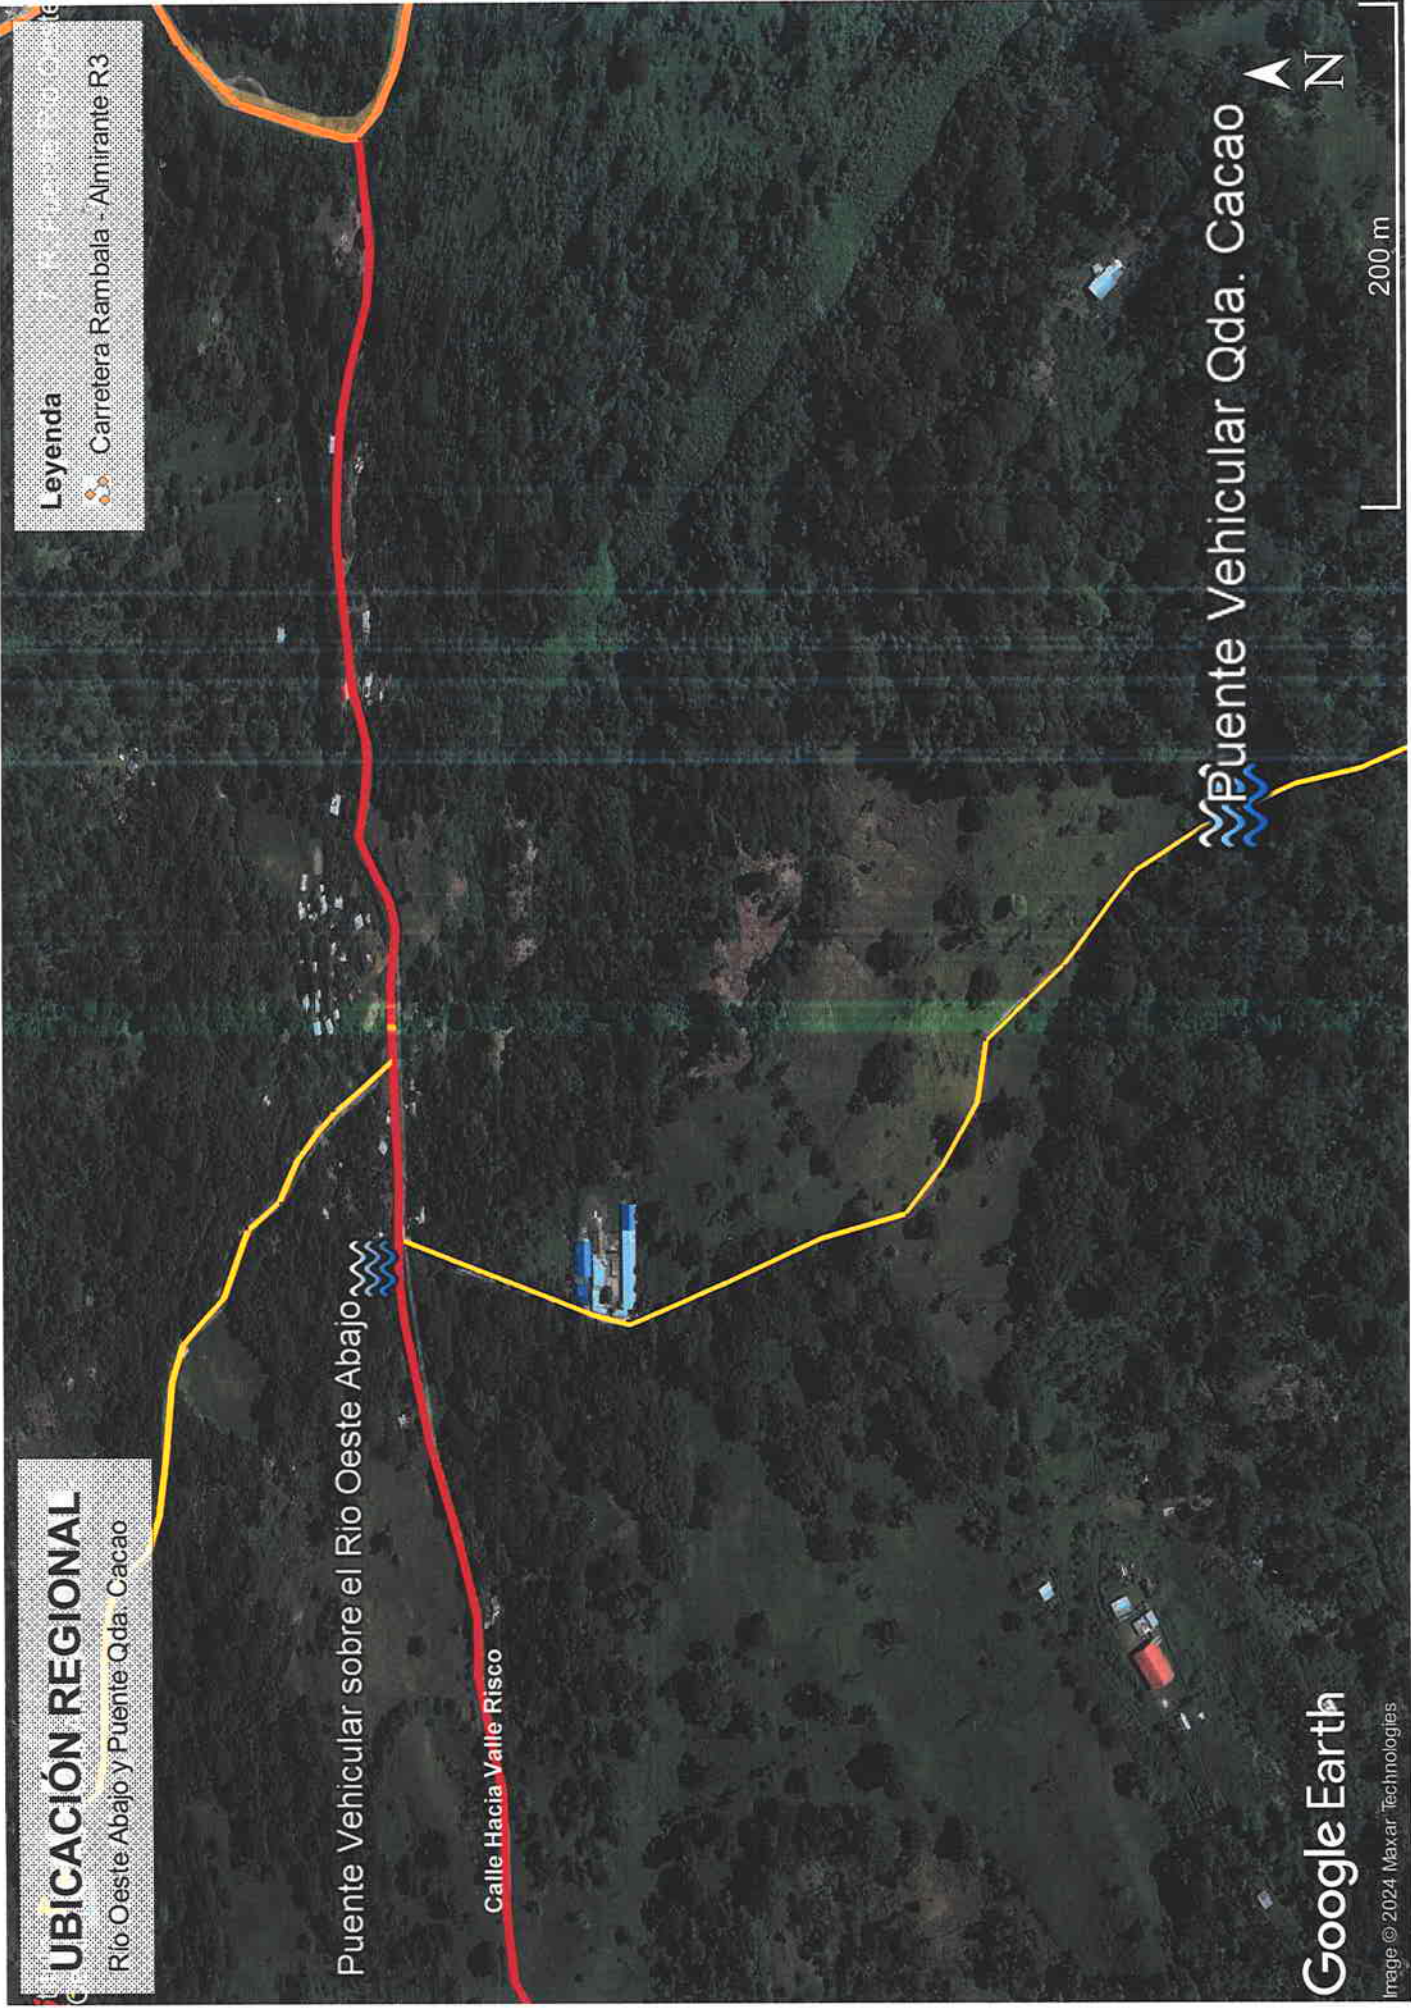 UBICACIÓN REGIONAL
Río Oeste Abajo y Puente Qda. Cacao
Leyenda
Carretera Rambala - Almirante R3
Puente Vehicular sobre el Rio Oeste Abajo
Calle Hacia Valle Risco
Puente Vehicular Qda. Cacao
N
Google Earth
Image © 2024 Maxar Technologies
200 m